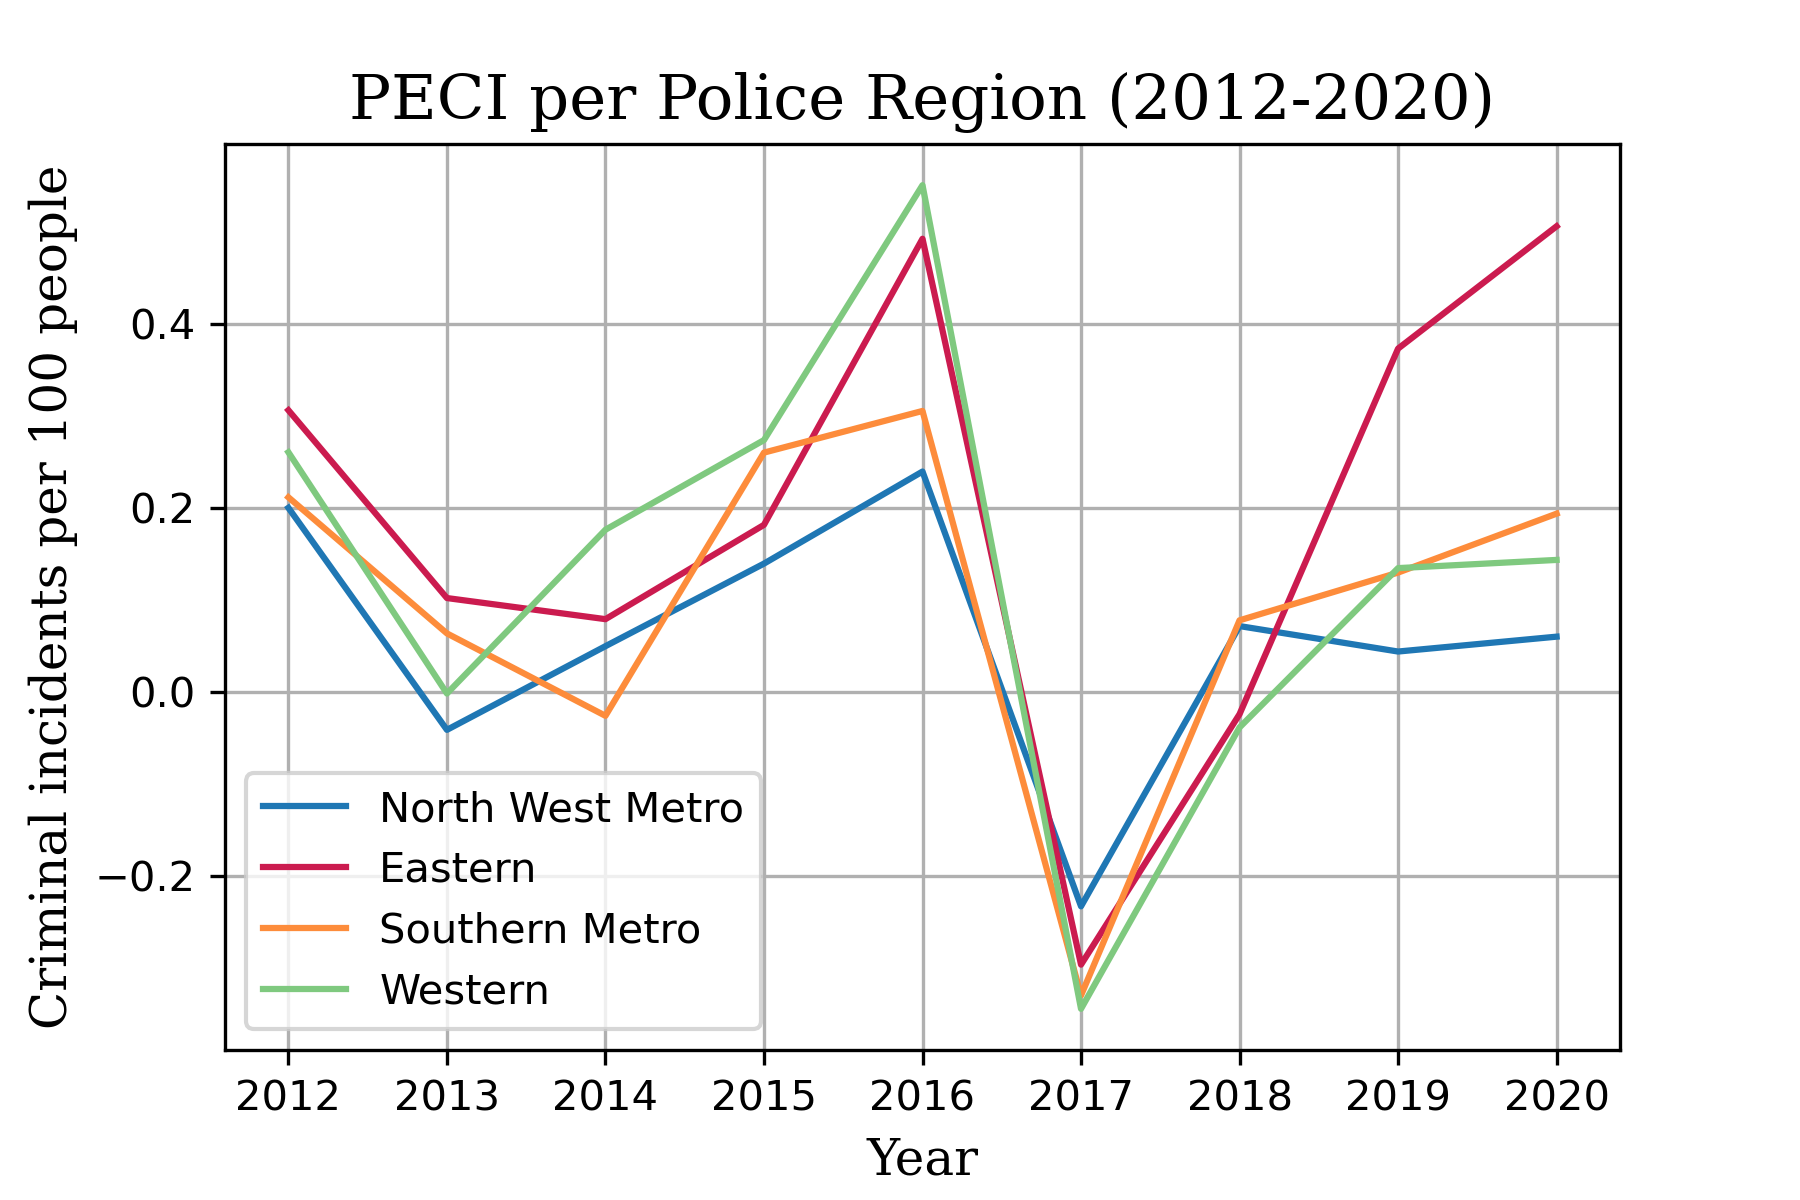 PECI per Police Region (2012-2020)
Criminal incidents per 100 people
0.4
0.2
0.0
−0.2
North West Metro
Eastern
Southern Metro
Western
2012 2013 2014 2015 2016 2017 2018 2019 2020
Year